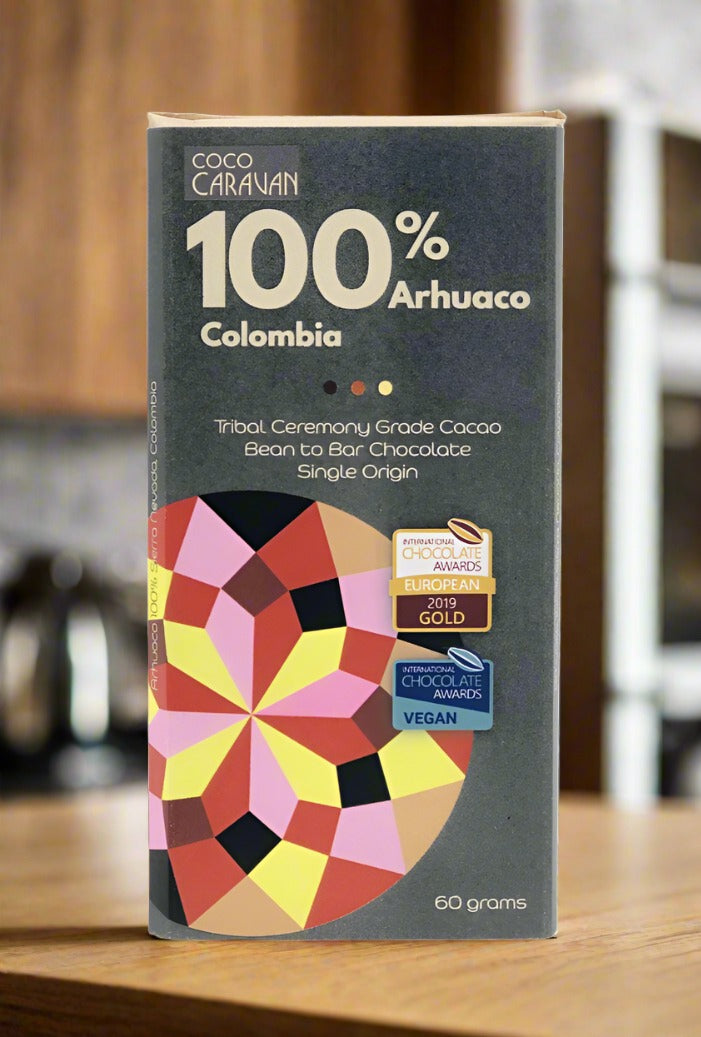 COCO
CARAVAN
100%
Arhuaco
Colombia
Tribal Ceremony Grade Cacao
Bean to Bar Chocolate
Single Origin
Arhuaco 100% Sierra Nevada Colombia
INTERNATIONAL
CHOCOLATE
AWARDS
EUROPEAN
2019
GOLD
INTERNATIONAL
CHOCOLATE
AWARDS
VEGAN
60 grams